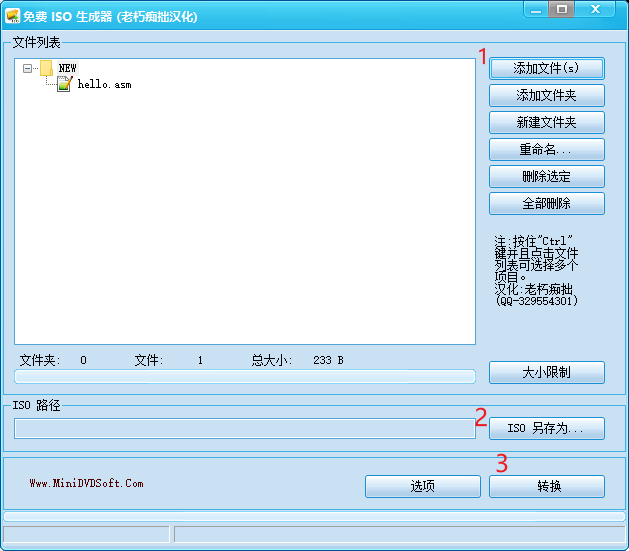 免费 ISO 生成器 (老朽痴拙汉化)
文件列表
1
NEW
hello.asm
添加文件(s)
添加文件夹
新建文件夹
重命名...
删除选定
全部删除
注:按住"Ctrl"
键并且点击文件
列表可选择多个
项目。
汉化:老朽痴拙
(QQ-329554301)
文件夹: 0 文件: 1 总大小: 233 B
大小限制
ISO 路径
2
ISO 另存为...
3
Www.MiniDVDSoft.Com
选项
转换